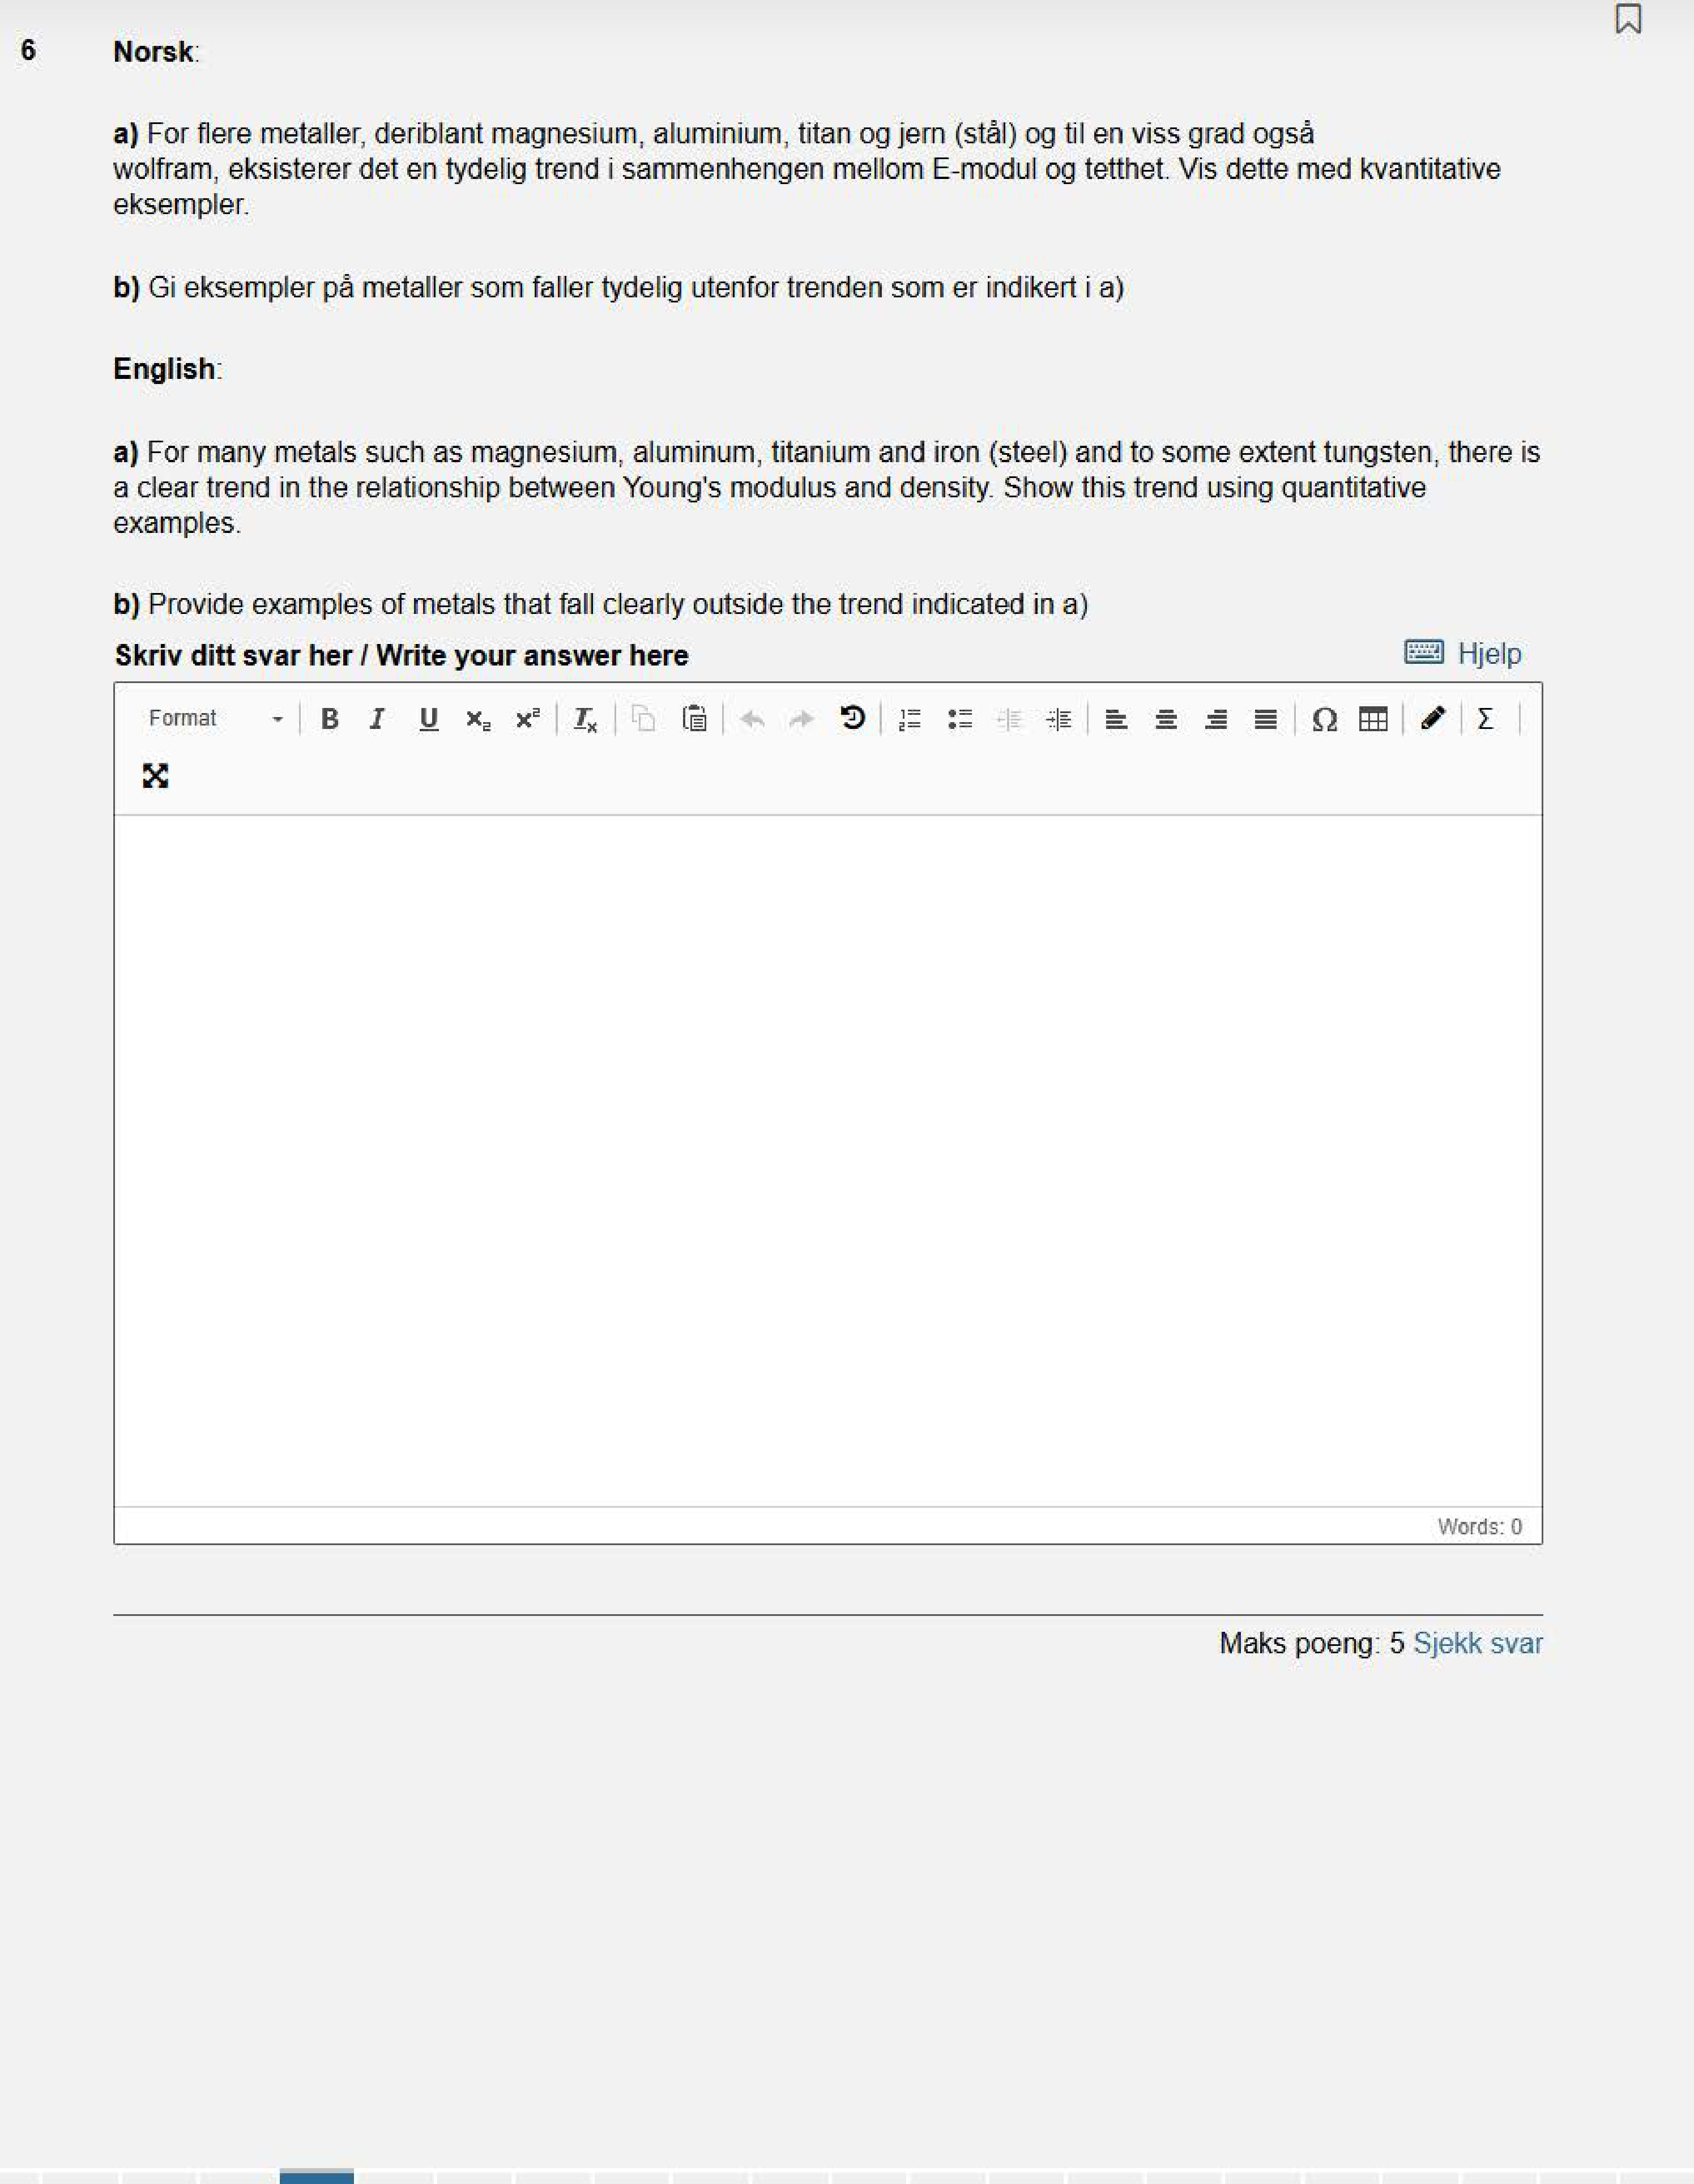 6 Norsk:
a) For flere metaller, deriblant magnesium, aluminium, titan og jern (stål) og til en viss grad også
wolfram, eksisterer det en tydelig trend i sammenhengen mellom E-modul og tetthet. Vis dette med kvantitative
eksempler.
b) Gi eksempler på metaller som faller tydelig utenfor trenden som er indikert i a)
English:
a) For many metals such as magnesium, aluminum, titanium and iron (steel) and to some extent tungsten, there is
a clear trend in the relationship between Young's modulus and density. Show this trend using quantitative
examples.
b) Provide examples of metals that fall clearly outside the trend indicated in a)
Skriv ditt svar her / Write your answer here
Hjelp
Format
Words: 0
Maks poeng: 5 Sjekk svar